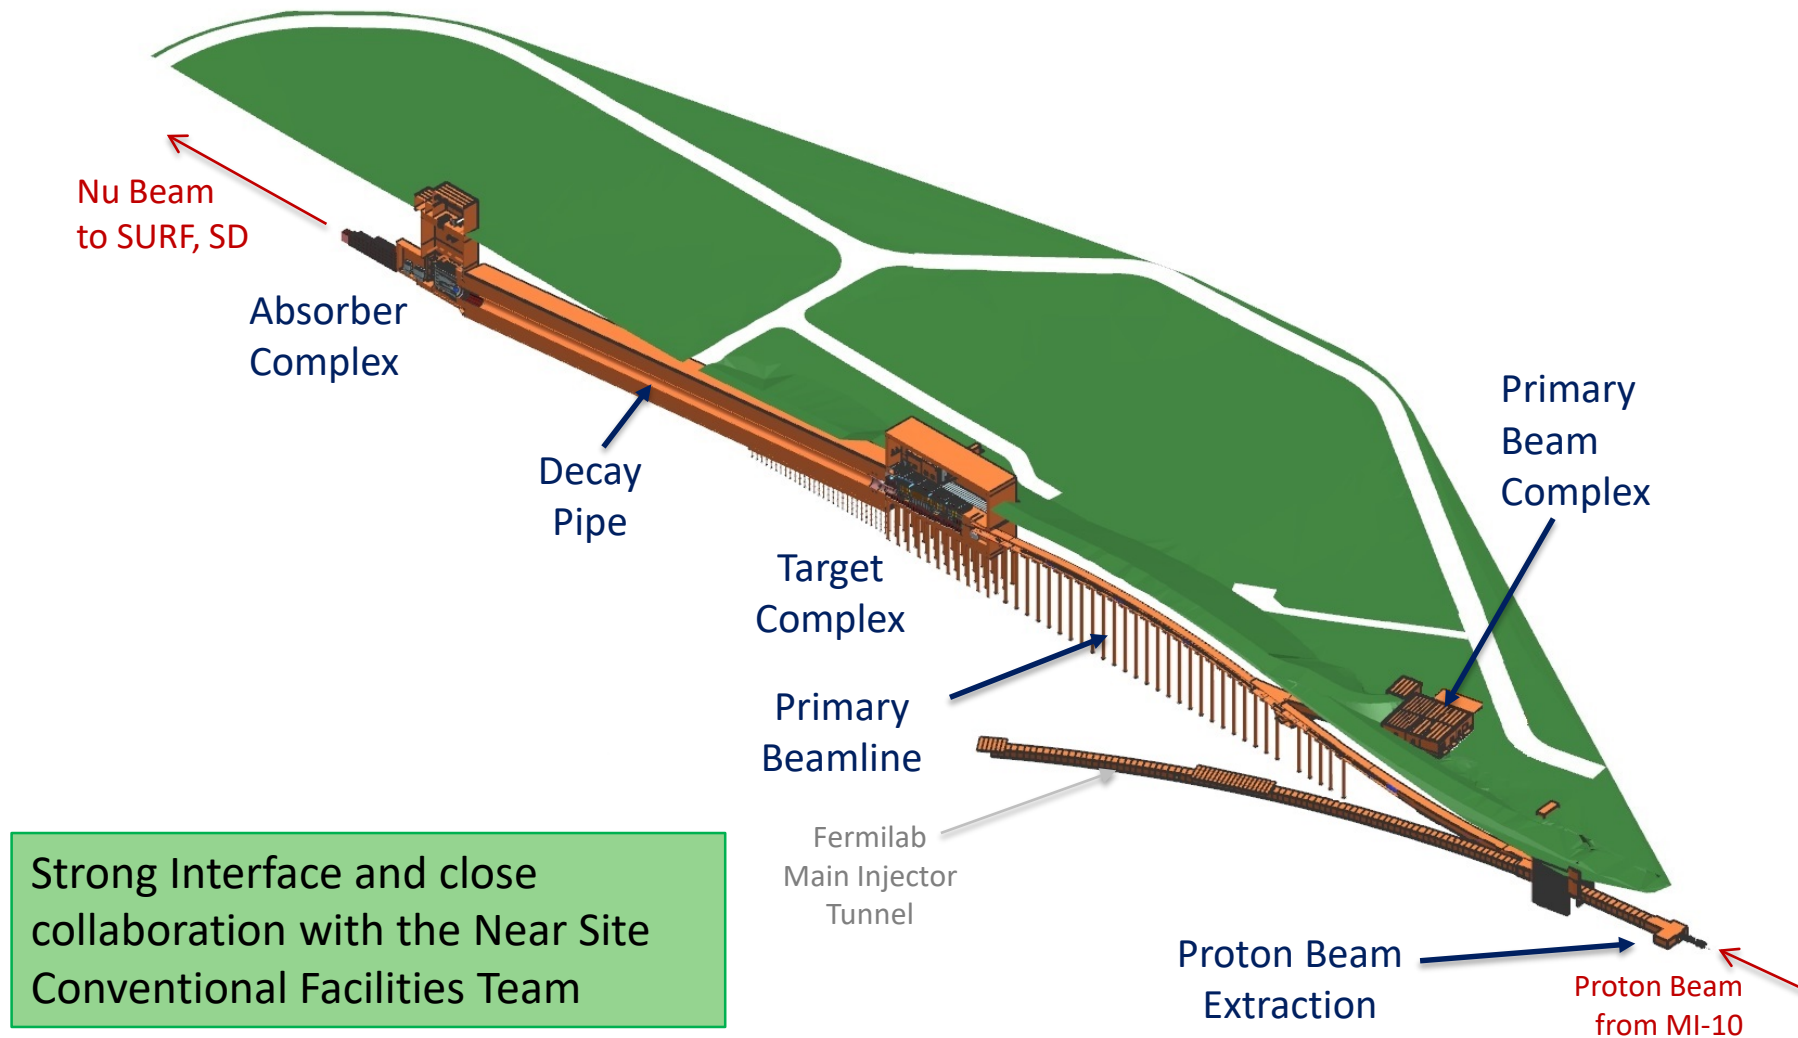 Nu Beam
to SURF, SD
Absorber
Complex
Decay
Pipe
Target
Complex
Primary
Beam
Complex
Primary
Beamline
Fermilab
Main Injector
Tunnel
Strong Interface and close
collaboration with the Near Site
Conventional Facilities Team
Proton Beam
Extraction
Proton Beam
from MI-10